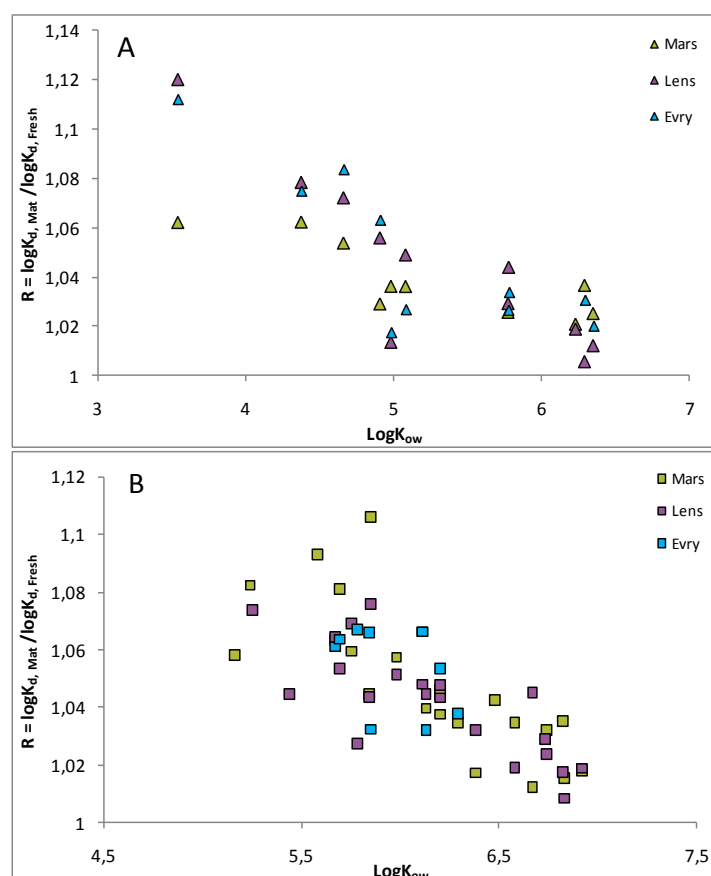 A
R = logKd, Mat /logKd, Fresh
1,14
1,12
1,1
1,08
1,06
1,04
1,02
1
3 4 5 6 7
LogKow
Mars
Lens
Evry
B
R = logKd, Mat /logKd, Fresh
1,12
1,1
1,08
1,06
1,04
1,02
1
4,5 5,5 6,5 7,5
LogKow
Mars
Lens
Evry